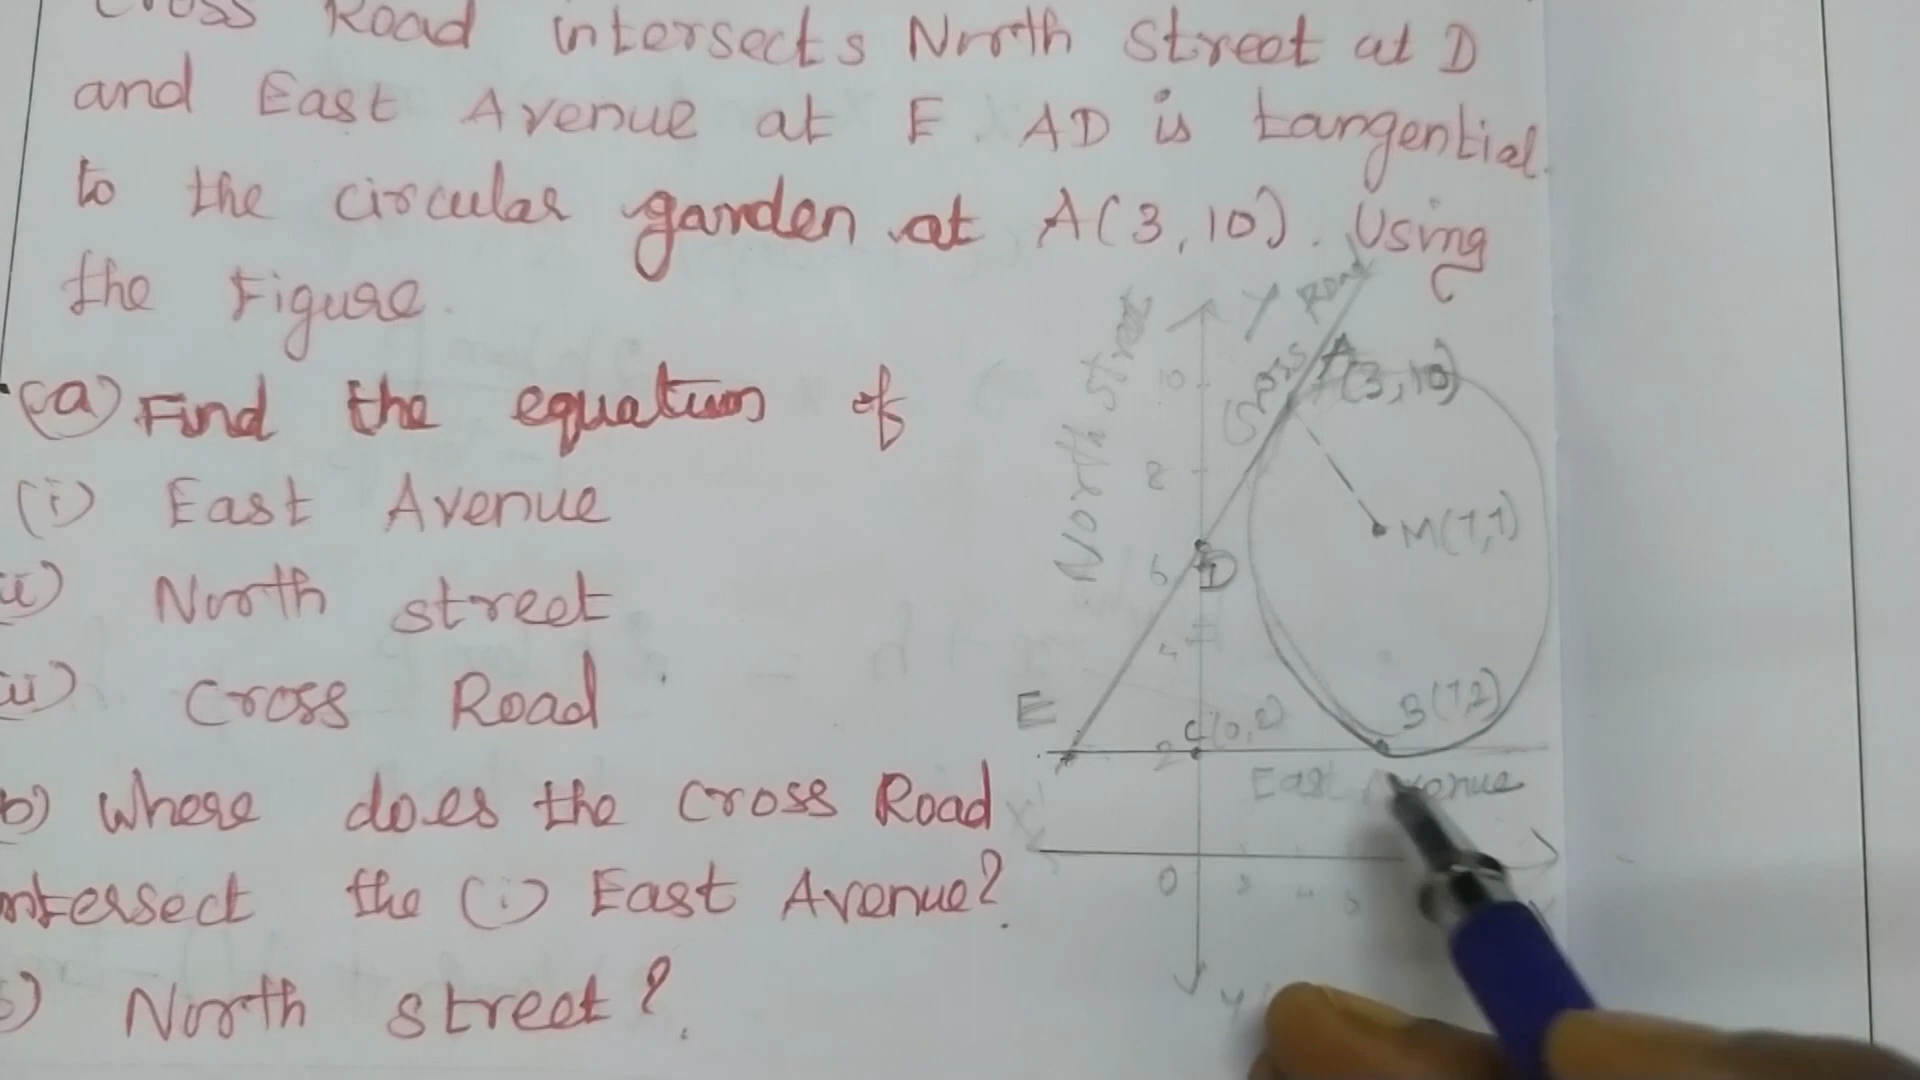 Cross Road intersects North street at D
and East Avenue at E. AD is tangential
to the circular garden at A(3,10). Using
the Figure.
(a) Find the equation of
(i) East Avenue
ii) North street
iii) Cross Road
b) where does the cross Road
intersect the (i) East Avenue?
North street?
Y
Cross Road
North street
A(3,10)
10
8
M(7,7)
6
D
4
E
C(0,2)
B(7,2)
2
East Avenue
X'
0